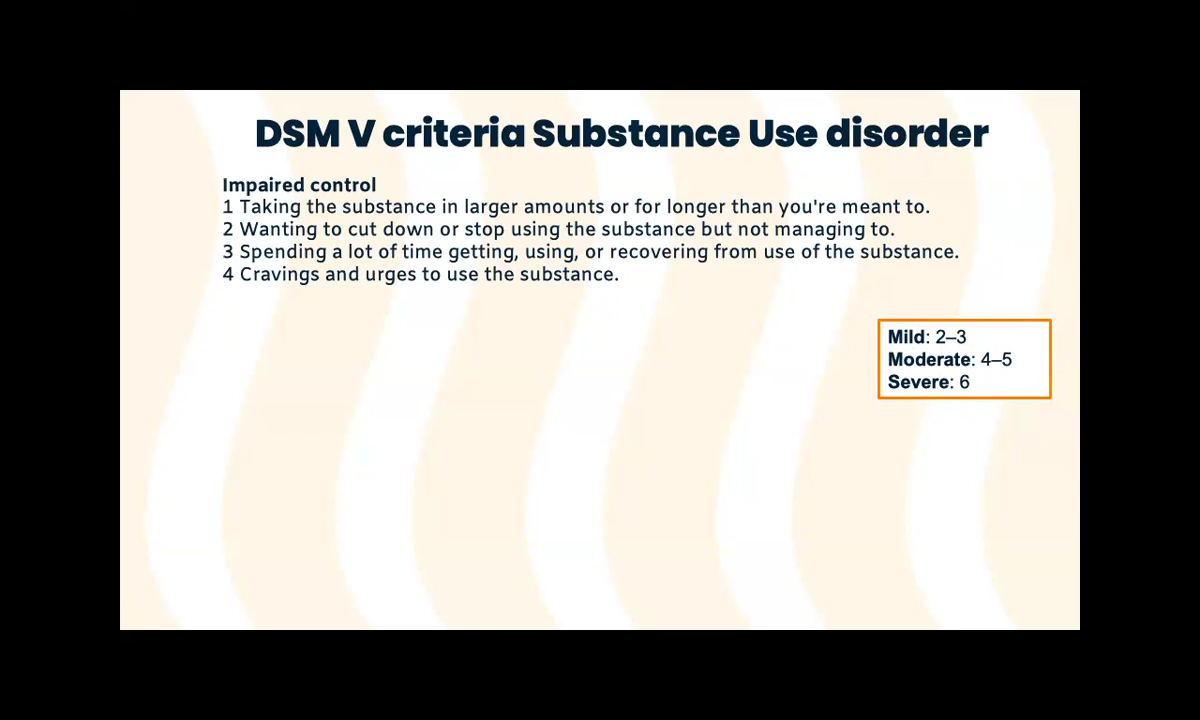 DSM V criteria Substance Use disorder
Impaired control
1 Taking the substance in larger amounts or for longer than you're meant to.
2 Wanting to cut down or stop using the substance but not managing to.
3 Spending a lot of time getting, using, or recovering from use of the substance.
4 Cravings and urges to use the substance.
Mild: 2–3
Moderate: 4–5
Severe: 6